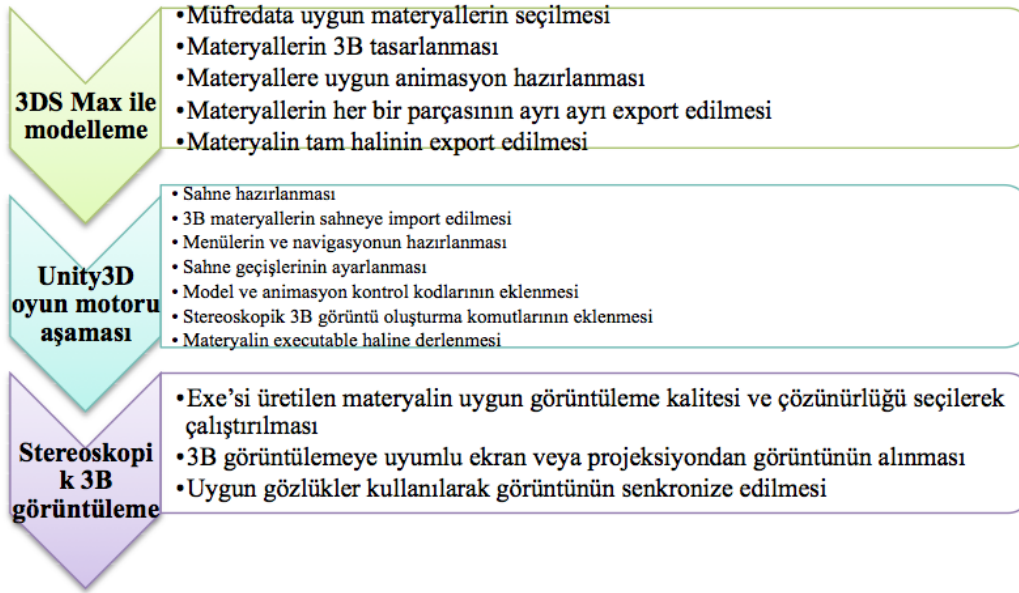 3DS Max ile
modelleme
•Müfredata uygun materyallerin seçilmesi
•Materyallerin 3B tasarlanması
•Materyallere uygun animasyon hazırlanması
•Materyallerin her bir parçasının ayrı ayrı export edilmesi
•Materyalin tam halinin export edilmesi
Unity3D
oyun motoru
aşaması
• Sahne hazırlanması
• 3B materyallerin sahneye import edilmesi
• Menülerin ve navigasyonun hazırlanması
• Sahne geçişlerinin ayarlanması
• Model ve animasyon kontrol kodlarının eklenmesi
• Stereoskopik 3B görüntü oluşturma komutlarının eklenmesi
• Materyalin executable haline derlenmesi
Stereoskopi
k 3B
görüntüleme
•Exe’si üretilen materyalin uygun görüntüleme kalitesi ve çözünürlüğü seçilerek
çalıştırılması
•3B görüntülemeye uyumlu ekran veya projeksiyondan görüntünün alınması
•Uygun gözlükler kullanılarak görüntünün senkronize edilmesi